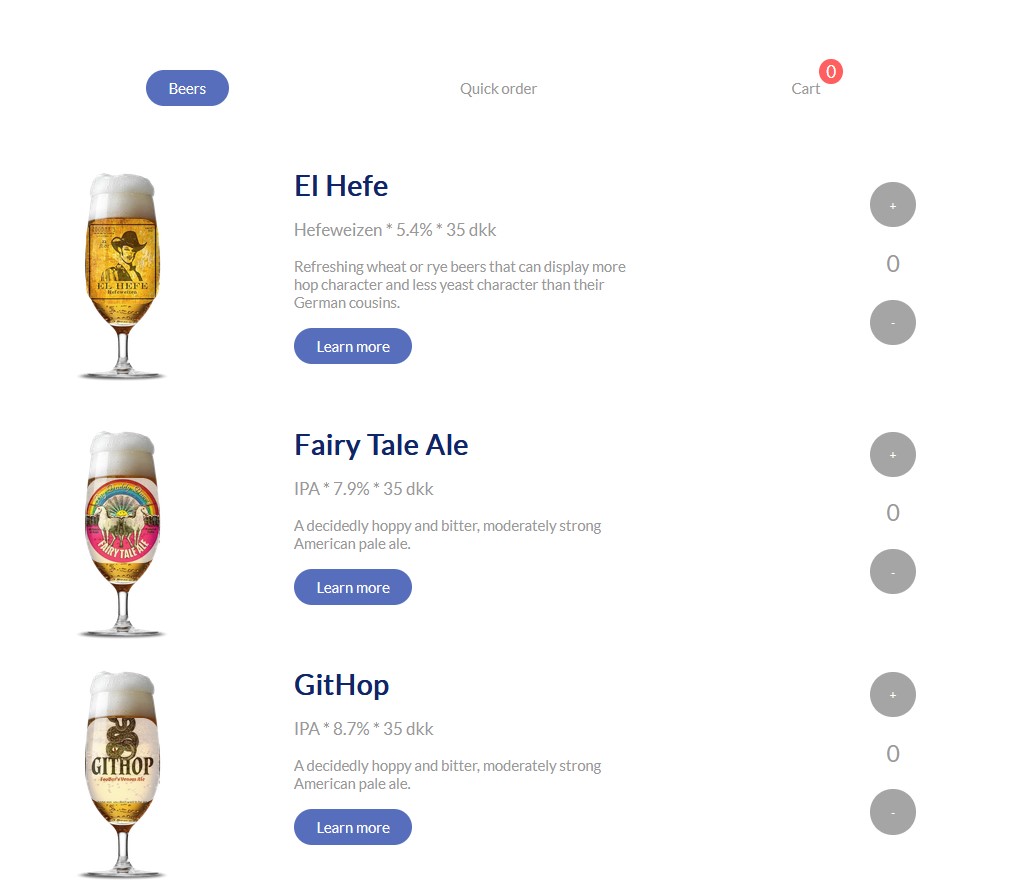 Beers
Quick order
Cart
0
El Hefe
Hefeweizen * 5.4% * 35 dkk
Refreshing wheat or rye beers that can display more
hop character and less yeast character than their
German cousins.
Learn more
EL HEFE
Hefeweizen
+
0
-
Fairy Tale Ale
IPA * 7.9% * 35 dkk
A decidedly hoppy and bitter, moderately strong
American pale ale.
Learn more
FAIRY TALE ALE
+
0
-
GitHop
IPA * 8.7% * 35 dkk
A decidedly hoppy and bitter, moderately strong
American pale ale.
Learn more
GITHOP
+
0
-